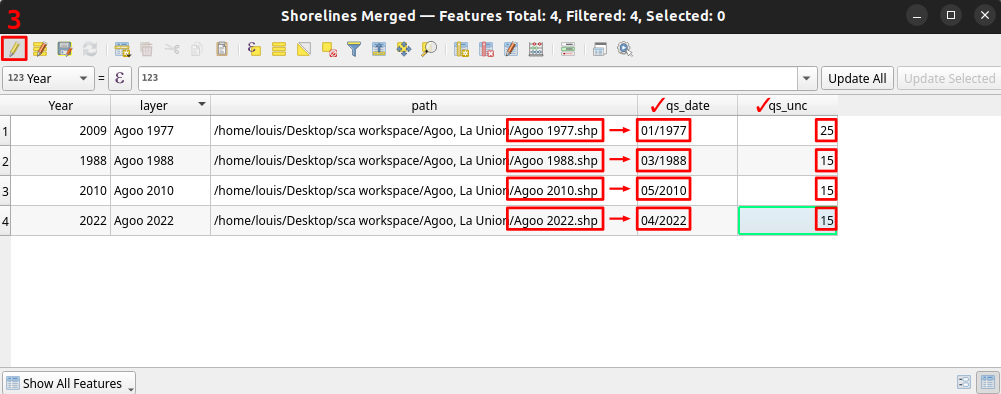 Shorelines Merged — Features Total: 4, Filtered: 4, Selected: 0
3
123 Year = ε 123 Update All Update Selected
Year layer path qs_date qs_unc
1 2009 Agoo 1977 /home/louis/Desktop/sca workspace/Agoo, La Union/Agoo 1977.shp 01/1977 25
2 1988 Agoo 1988 /home/louis/Desktop/sca workspace/Agoo, La Union/Agoo 1988.shp 03/1988 15
3 2010 Agoo 2010 /home/louis/Desktop/sca workspace/Agoo, La Union/Agoo 2010.shp 05/2010 15
4 2022 Agoo 2022 /home/louis/Desktop/sca workspace/Agoo, La Union/Agoo 2022.shp 04/2022 15
Show All Features